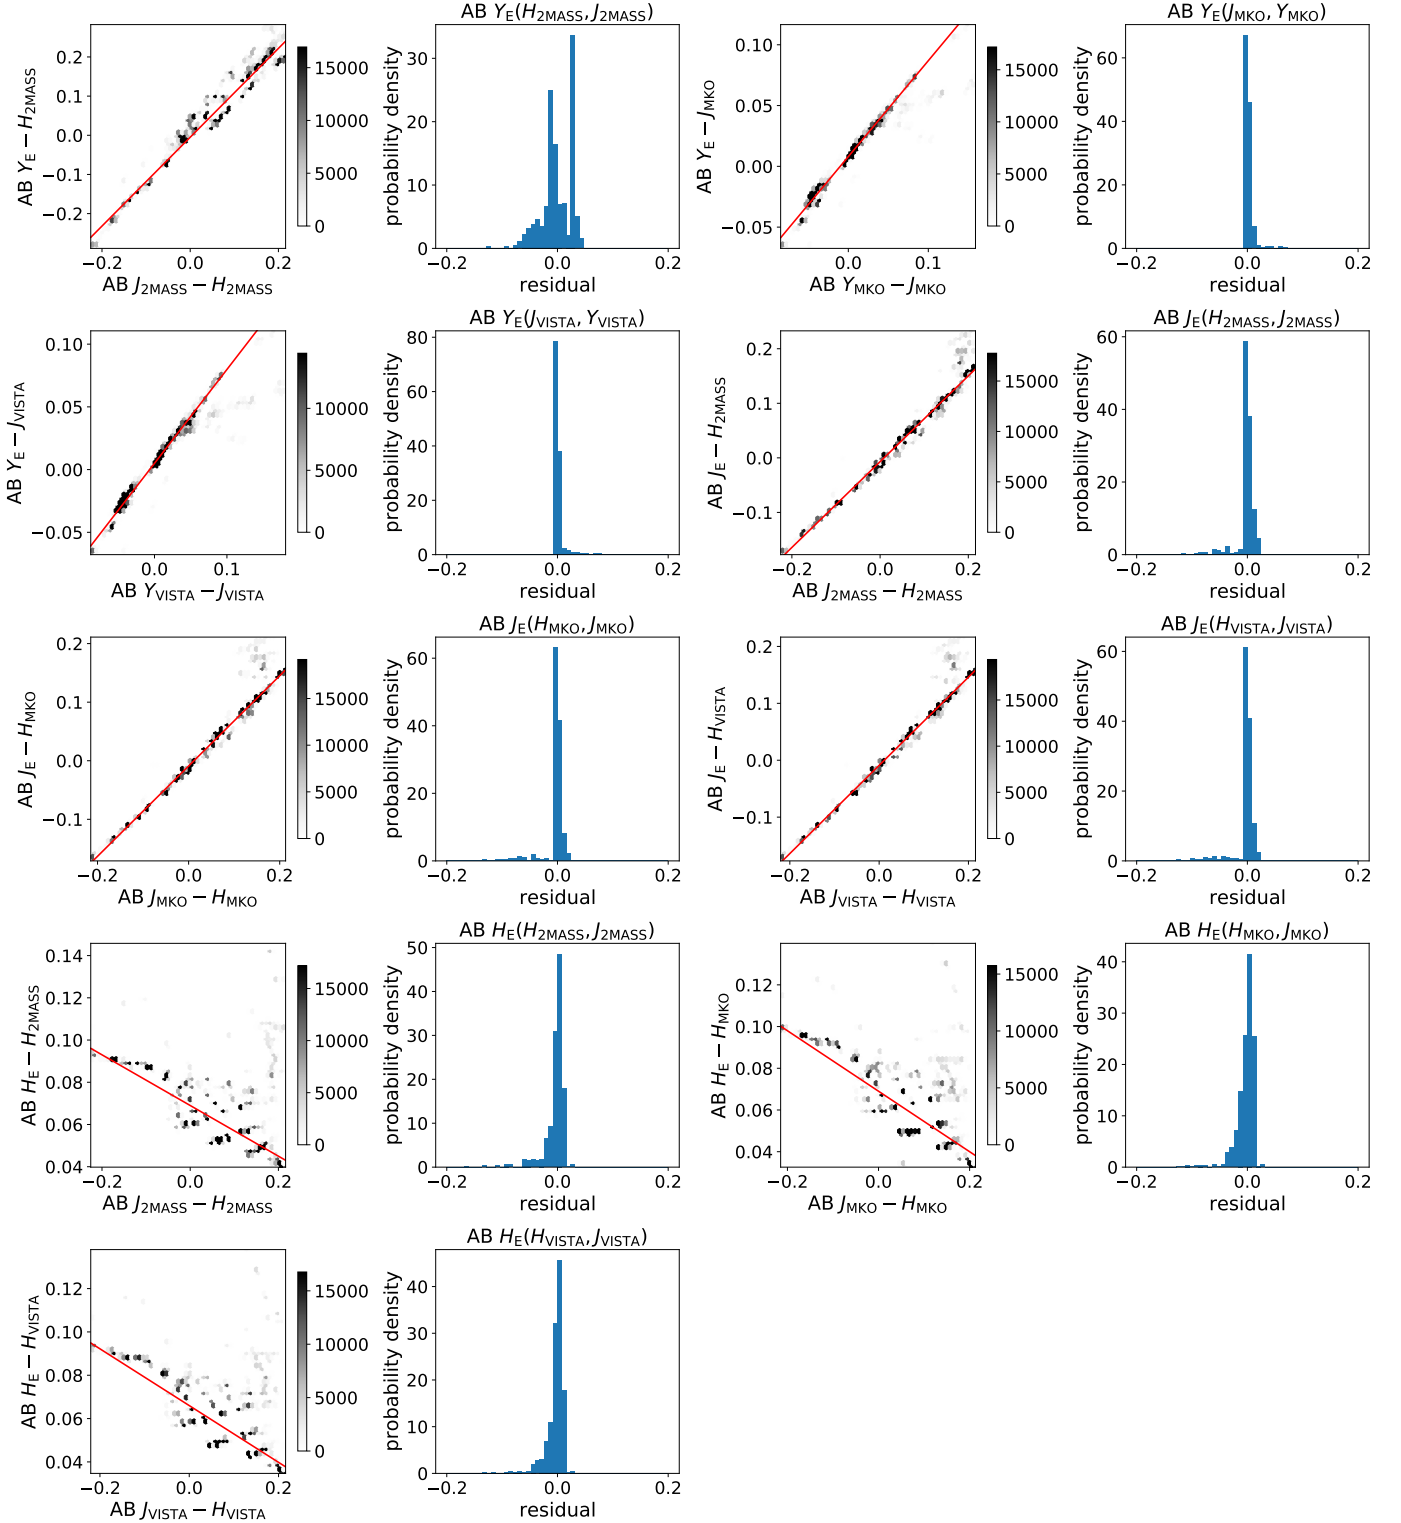 AB Y_E(H_2MASS, J_2MASS)
AB Y_E(J_MKO, Y_MKO)
AB Y_E − H_2MASS
0.2
0.1
0.0
−0.1
−0.2
−0.2 0.0 0.2
AB J_2MASS − H_2MASS
15000
10000
5000
0
probability density
30
20
10
0
−0.2 0.0 0.2
residual
AB Y_E − J_MKO
0.10
0.05
0.00
−0.05
0.0 0.1
AB Y_MKO − J_MKO
15000
10000
5000
0
probability density
60
40
20
0
−0.2 0.0 0.2
residual
AB Y_E(J_VISTA, Y_VISTA)
AB J_E(H_2MASS, J_2MASS)
AB Y_E − J_VISTA
0.10
0.05
0.00
−0.05
0.0 0.1
AB Y_VISTA − J_VISTA
10000
5000
0
probability density
80
60
40
20
0
−0.2 0.0 0.2
residual
AB J_E − H_2MASS
0.2
0.1
0.0
−0.1
−0.2 0.0 0.2
AB J_2MASS − H_2MASS
15000
10000
5000
0
probability density
60
40
20
0
−0.2 0.0 0.2
residual
AB J_E(H_MKO, J_MKO)
AB J_E(H_VISTA, J_VISTA)
AB J_E − H_MKO
0.2
0.1
0.0
−0.1
−0.2 0.0 0.2
AB J_MKO − H_MKO
15000
10000
5000
0
probability density
60
40
20
0
−0.2 0.0 0.2
residual
AB J_E − H_VISTA
0.2
0.1
0.0
−0.1
−0.2 0.0 0.2
AB J_VISTA − H_VISTA
15000
10000
5000
0
probability density
60
40
20
0
−0.2 0.0 0.2
residual
AB H_E(H_2MASS, J_2MASS)
AB H_E(H_MKO, J_MKO)
AB H_E − H_2MASS
0.14
0.12
0.10
0.08
0.06
0.04
−0.2 0.0 0.2
AB J_2MASS − H_2MASS
15000
10000
5000
0
probability density
50
40
30
20
10
0
−0.2 0.0 0.2
residual
AB H_E − H_MKO
0.12
0.10
0.08
0.06
0.04
−0.2 0.0 0.2
AB J_MKO − H_MKO
15000
10000
5000
0
probability density
40
30
20
10
0
−0.2 0.0 0.2
residual
AB H_E(H_VISTA, J_VISTA)
AB H_E − H_VISTA
0.12
0.10
0.08
0.06
0.04
−0.2 0.0 0.2
AB J_VISTA − H_VISTA
15000
10000
5000
0
probability density
40
30
20
10
0
−0.2 0.0 0.2
residual